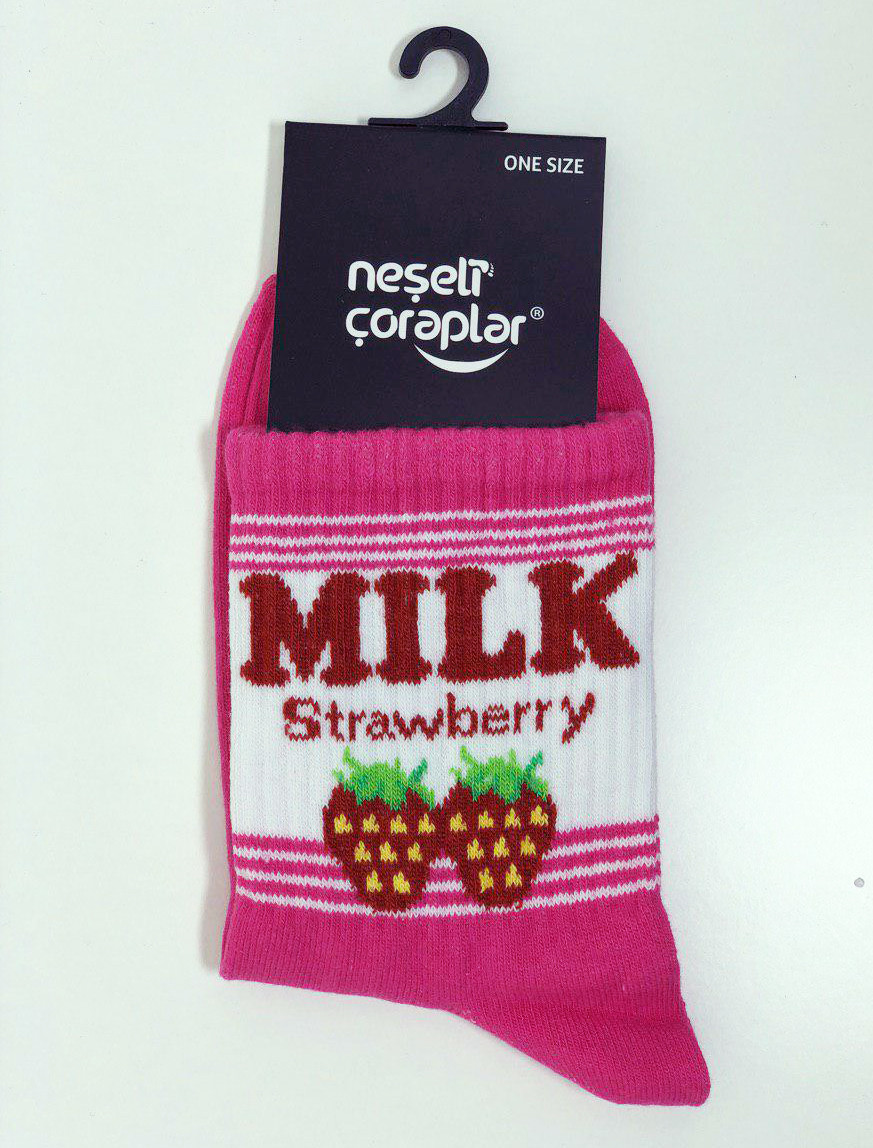 ONE SIZE
neşeli
çoraplar®
MILK
Strawberry